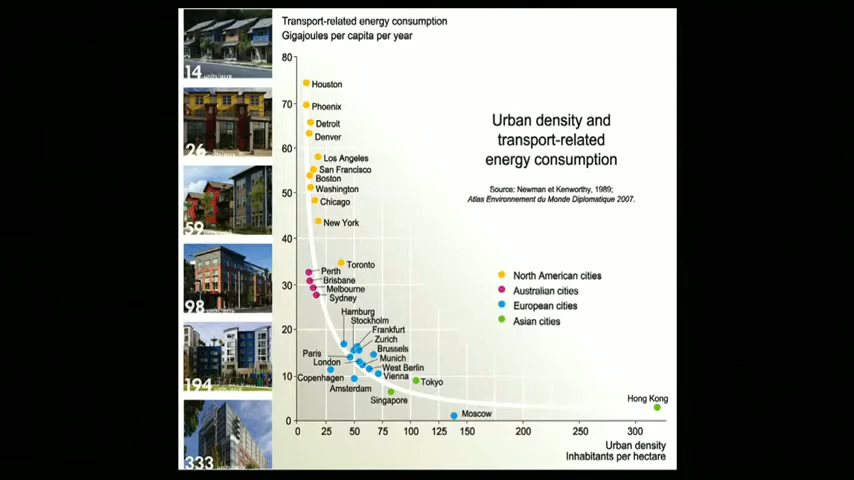 14 units/acre
26
59
98
194
333
Transport-related energy consumption
Gigajoules per capita per year
80
70
60
50
40
30
20
10
0
Houston
Phoenix
Detroit
Denver
Los Angeles
San Francisco
Boston
Washington
Chicago
New York
Toronto
Perth
Brisbane
Melbourne
Sydney
Hamburg
Stockholm
Frankfurt
Zurich
Brussels
Paris
Munich
London
West Berlin
Vienna
Copenhagen
Amsterdam
Tokyo
Singapore
Hong Kong
Moscow
0 25 50 75 100 125 150 200 250 300
Urban density
Inhabitants per hectare
Urban density and
transport-related
energy consumption
Source: Newman et Kenworthy, 1989;
Atlas Environnement du Monde Diplomatique 2007.
North American cities
Australian cities
European cities
Asian cities